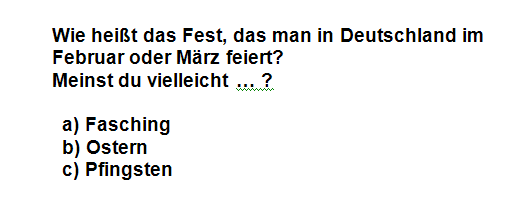 Wie heißt das Fest, das man in Deutschland im
Februar oder März feiert?
Meinst du vielleicht ... ?
a) Fasching
b) Ostern
c) Pfingsten